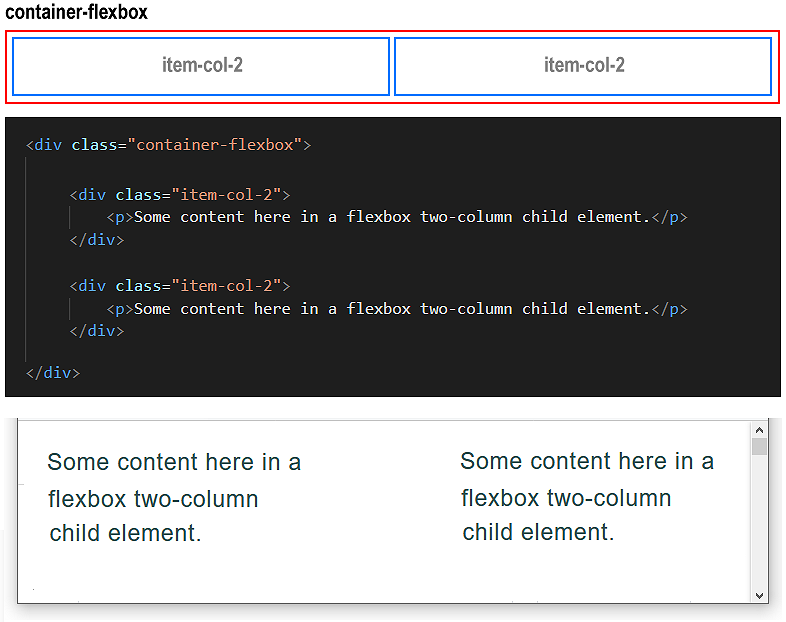 container-flexbox
item-col-2 item-col-2
<div class="container-flexbox">
<div class="item-col-2">
<p>Some content here in a flexbox two-column child element.</p>
</div>
<div class="item-col-2">
<p>Some content here in a flexbox two-column child element.</p>
</div>
</div>
Some content here in a
flexbox two-column
child element.
Some content here in a
flexbox two-column
child element.